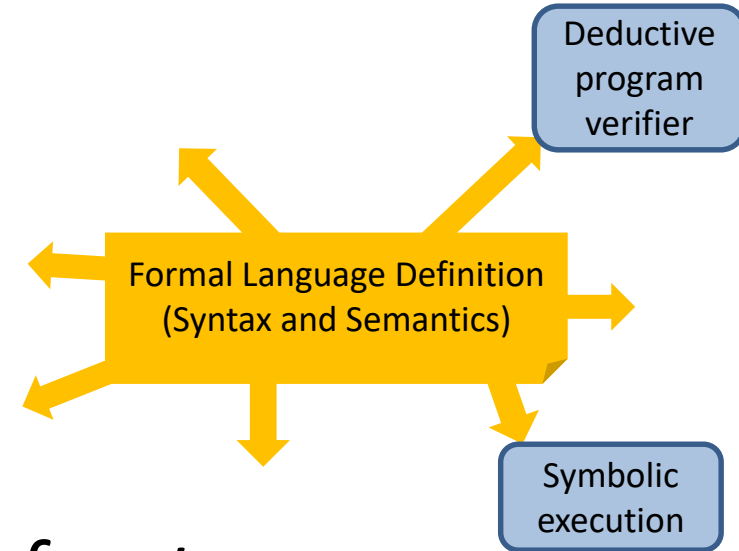 Deductive
program
verifier
Formal Language Definition
(Syntax and Semantics)
Symbolic
execution